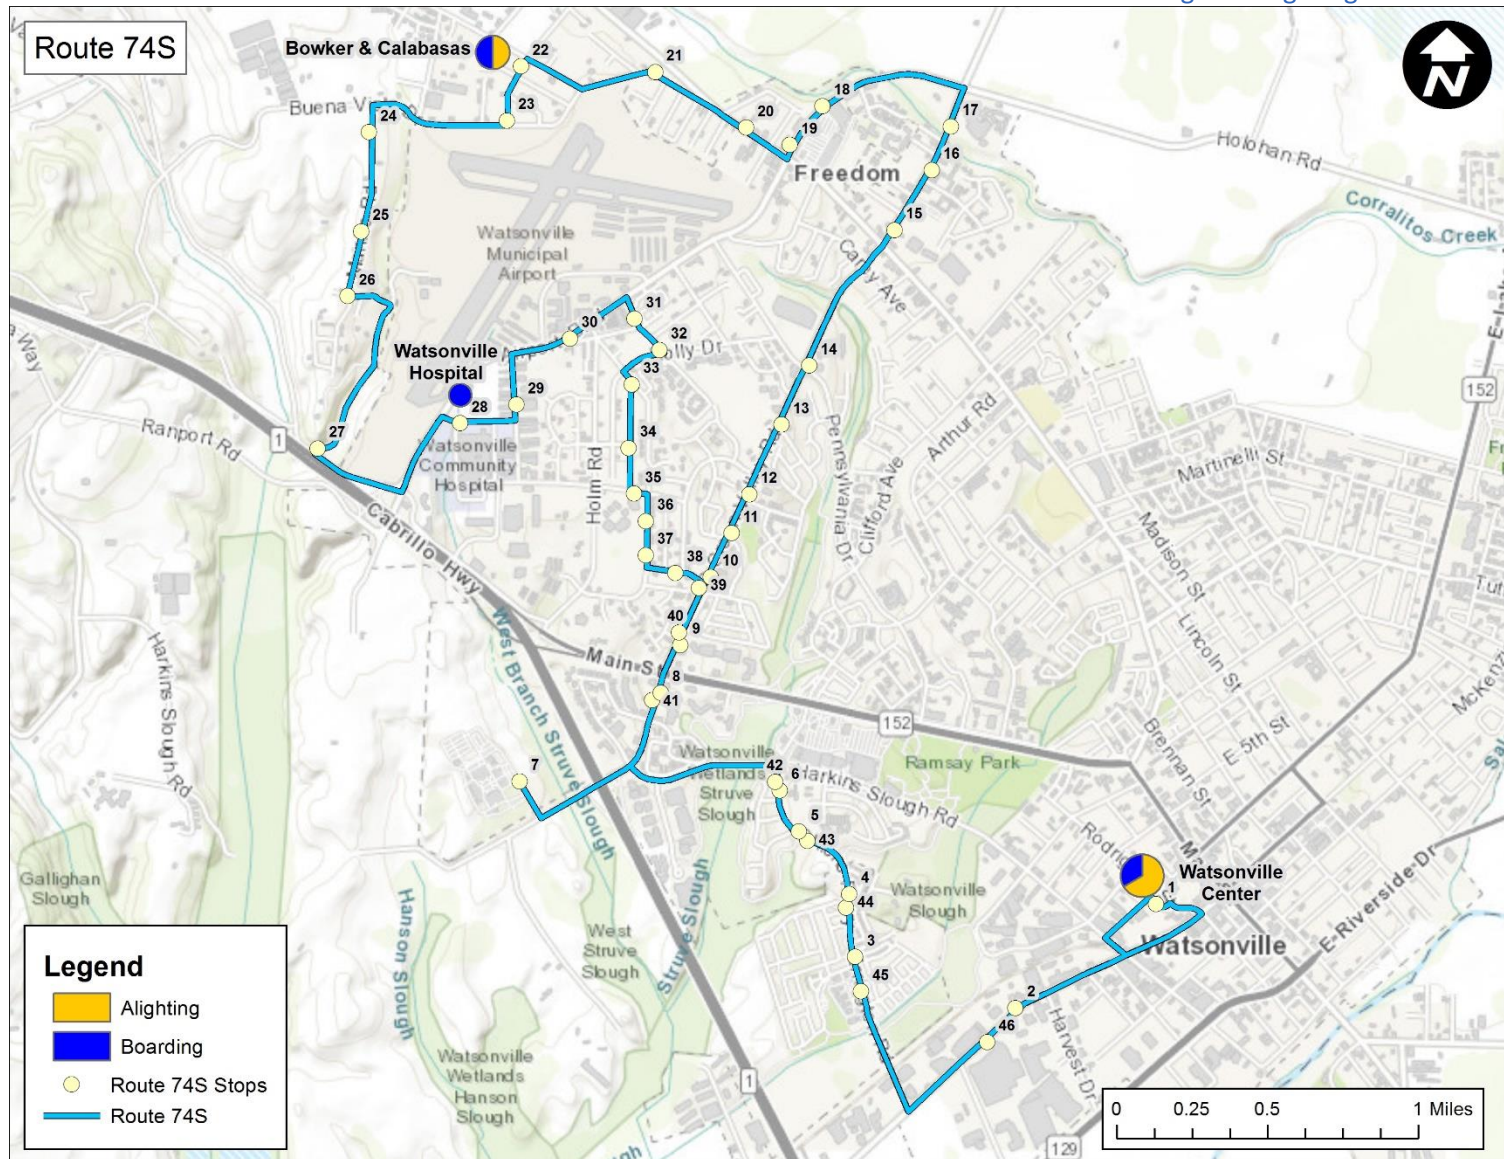 Route 74S
Bowker & Calabasas
22
21
N
Buena Vista
24
23
20
18
19
17
16
Freedom
Holohan Rd
Corralitos
Creek
15
25
Watsonville
Municipal
Airport
26
31
30
32
Watsonville
Hospital
33
14
29
28
27
Ranport Rd
1
a Way
Watsonville
Community
Hospital
Holm Rd
34
35
36
37
38
39
10
11
12
13
Pennsylvania Dr
Clifford Ave
Arthur Rd
Martinelli St
152
Madison St
Lincoln St
Cabrillo Hwy
40
9
8
41
Main St
152
E 5th St
Brennan St
Harkins Slough Rd
West Branch Struve Slough
7
Watsonville
Wetlands
Struve
Slough
42
6
Harkins Slough Rd
Ramsay Park
5
43
4
44
3
45
Watsonville
Slough
1
Watsonville
Center
Watsonville
E Riverside Dr
Gallighan
Slough
Hanson Slough
West
Struve
Slough
Struve Slough
2
46
Harvest Dr
Watsonville
Wetlands
Hanson
Slough
1
129
Legend
Alighting
Boarding
Route 74S Stops
Route 74S
0 0.25 0.5 1 Miles